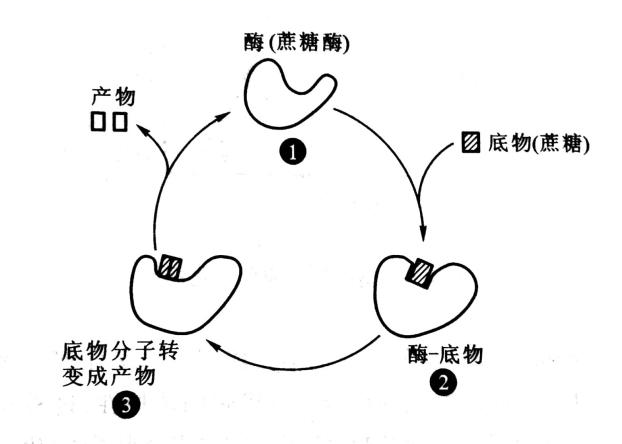 酶(蔗糖酶)
产物
❶
底物(蔗糖)
底物分子转
变成产物
❸
酶-底物
❷